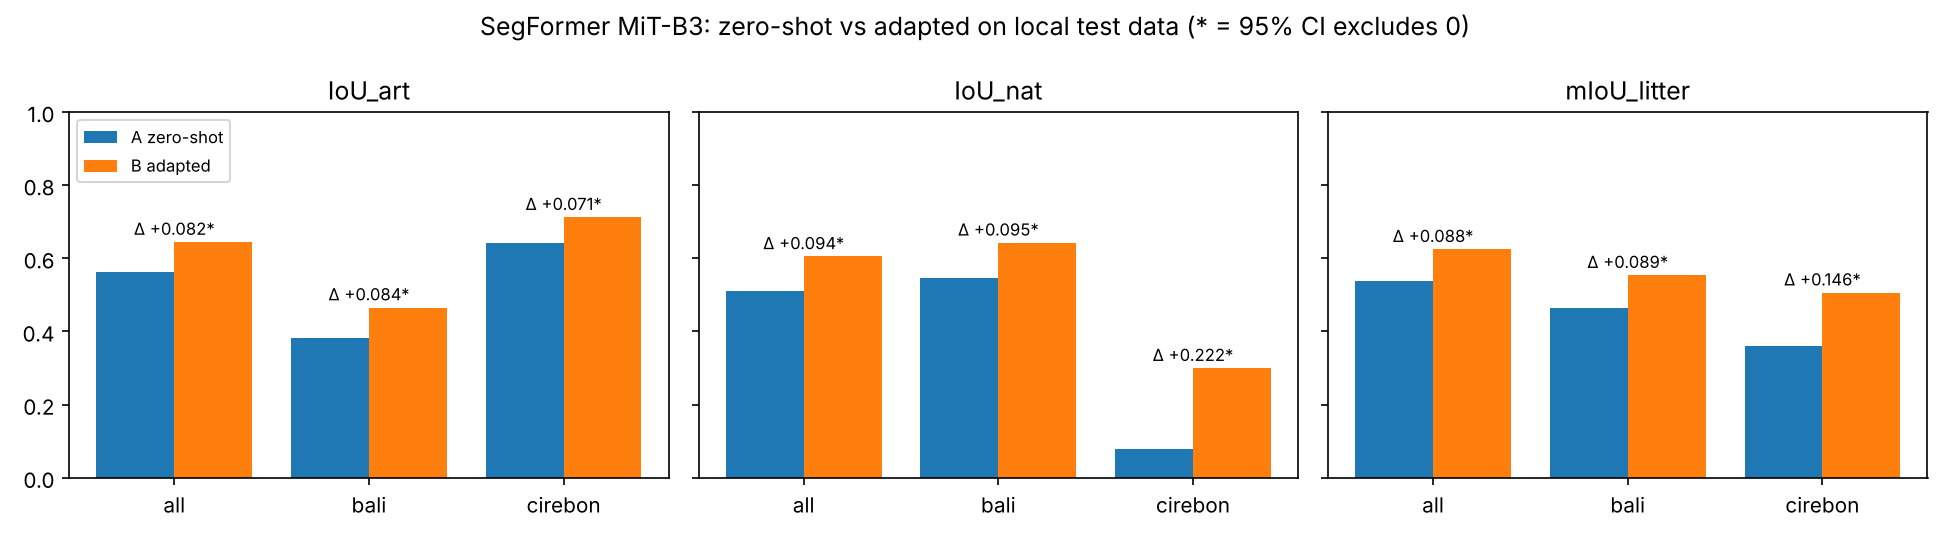 SegFormer MiT-B3: zero-shot vs adapted on local test data (* = 95% CI excludes 0)
IoU_art
1.0
0.8
0.6
0.4
0.2
0.0
A zero-shot
B adapted
Δ +0.082*
Δ +0.084*
Δ +0.071*
all
bali
cirebon
IoU_nat
Δ +0.094*
Δ +0.095*
Δ +0.222*
all
bali
cirebon
mIoU_litter
Δ +0.088*
Δ +0.089*
Δ +0.146*
all
bali
cirebon